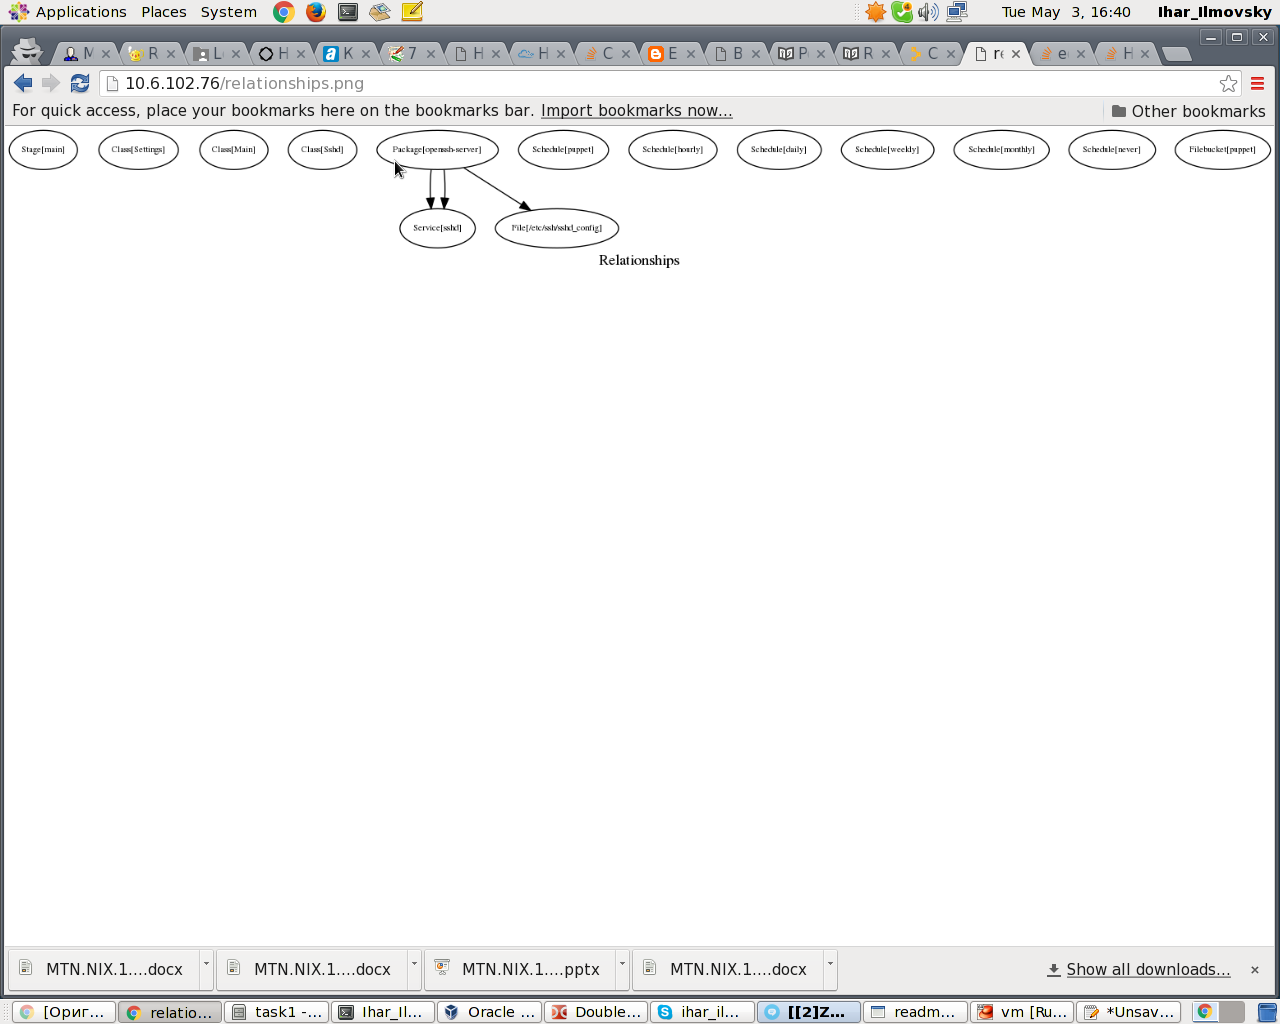 Applications Places System Tue May 3, 16:40 Ihar_Ilmovsky
M R L H K 7 H H C E B P R C r e H
10.6.102.76/relationships.png
For quick access, place your bookmarks here on the bookmarks bar. Import bookmarks now... Other bookmarks
Stage[main] Class[Settings] Class[Main] Class[Sshd] Package[openssh-server] Schedule[puppet] Schedule[hourly] Schedule[daily] Schedule[weekly] Schedule[monthly] Schedule[never] Filebucket[puppet]
Service[sshd] File[/etc/ssh/sshd_config]
Relationships
MTN.NIX.1....docx MTN.NIX.1....docx MTN.NIX.1....pptx MTN.NIX.1....docx Show all downloads...
[Ориг... relatio... task1 -... Ihar_Il... Oracle ... Double... ihar_il... [[2]Z... readm... vm [Ru... *Unsav...